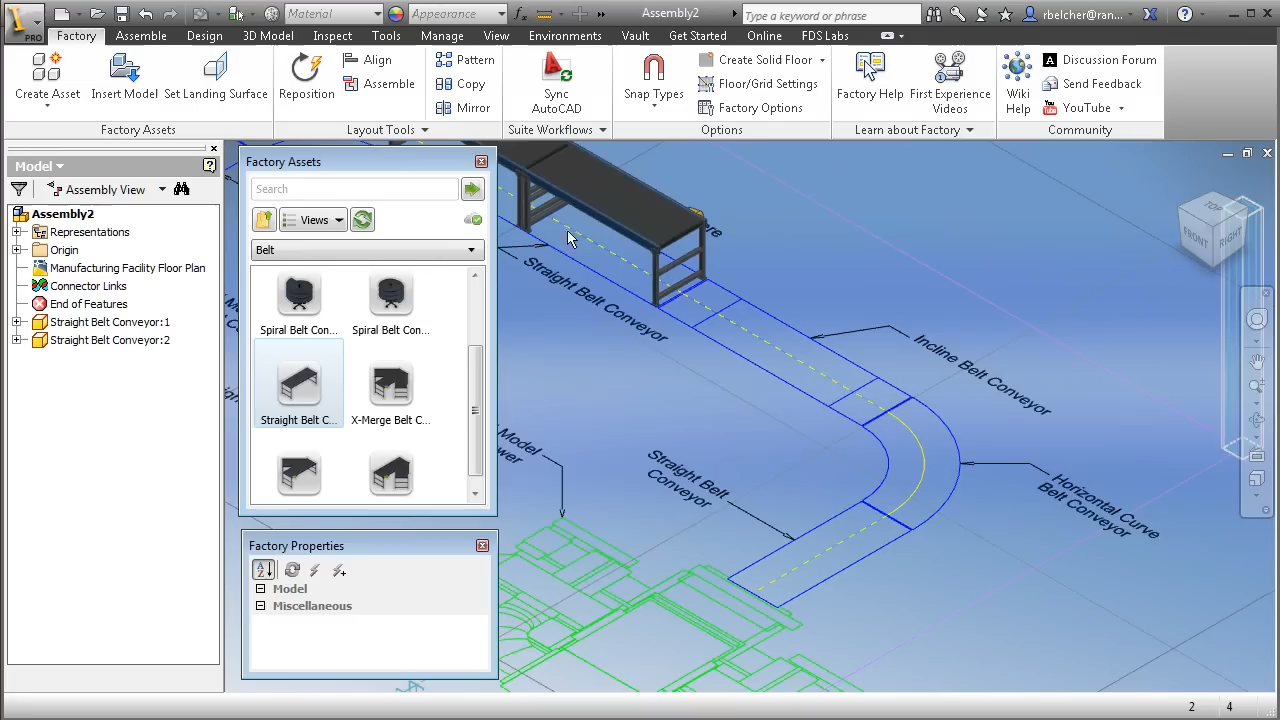 PRO
Material
Appearance
fx
Assembly2
Type a keyword or phrase
rbelcher@ran...
Factory
Assemble
Design
3D Model
Inspect
Tools
Manage
View
Environments
Vault
Get Started
Online
FDS Labs
Create Asset
Insert Model
Set Landing Surface
Factory Assets
Reposition
Align
Assemble
Pattern
Copy
Mirror
Layout Tools
Sync
AutoCAD
Suite Workflows
Snap Types
Create Solid Floor
Floor/Grid Settings
Factory Options
Options
Factory Help
First Experience
Videos
Learn about Factory
Wiki
Help
Discussion Forum
Send Feedback
YouTube
Community
Model
Assembly View
Assembly2
Representations
Origin
Manufacturing Facility Floor Plan
Connector Links
End of Features
Straight Belt Conveyor:1
Straight Belt Conveyor:2
Factory Assets
Search
Views
Belt
Spiral Belt Con...
Spiral Belt Con...
Straight Belt C...
X-Merge Belt C...
Factory Properties
Model
Miscellaneous
Straight Belt Conveyor
Incline Belt Conveyor
Straight Belt
Conveyor
Horizontal Curve
Belt Conveyor
Model
TOP
FRONT
RIGHT
2
4